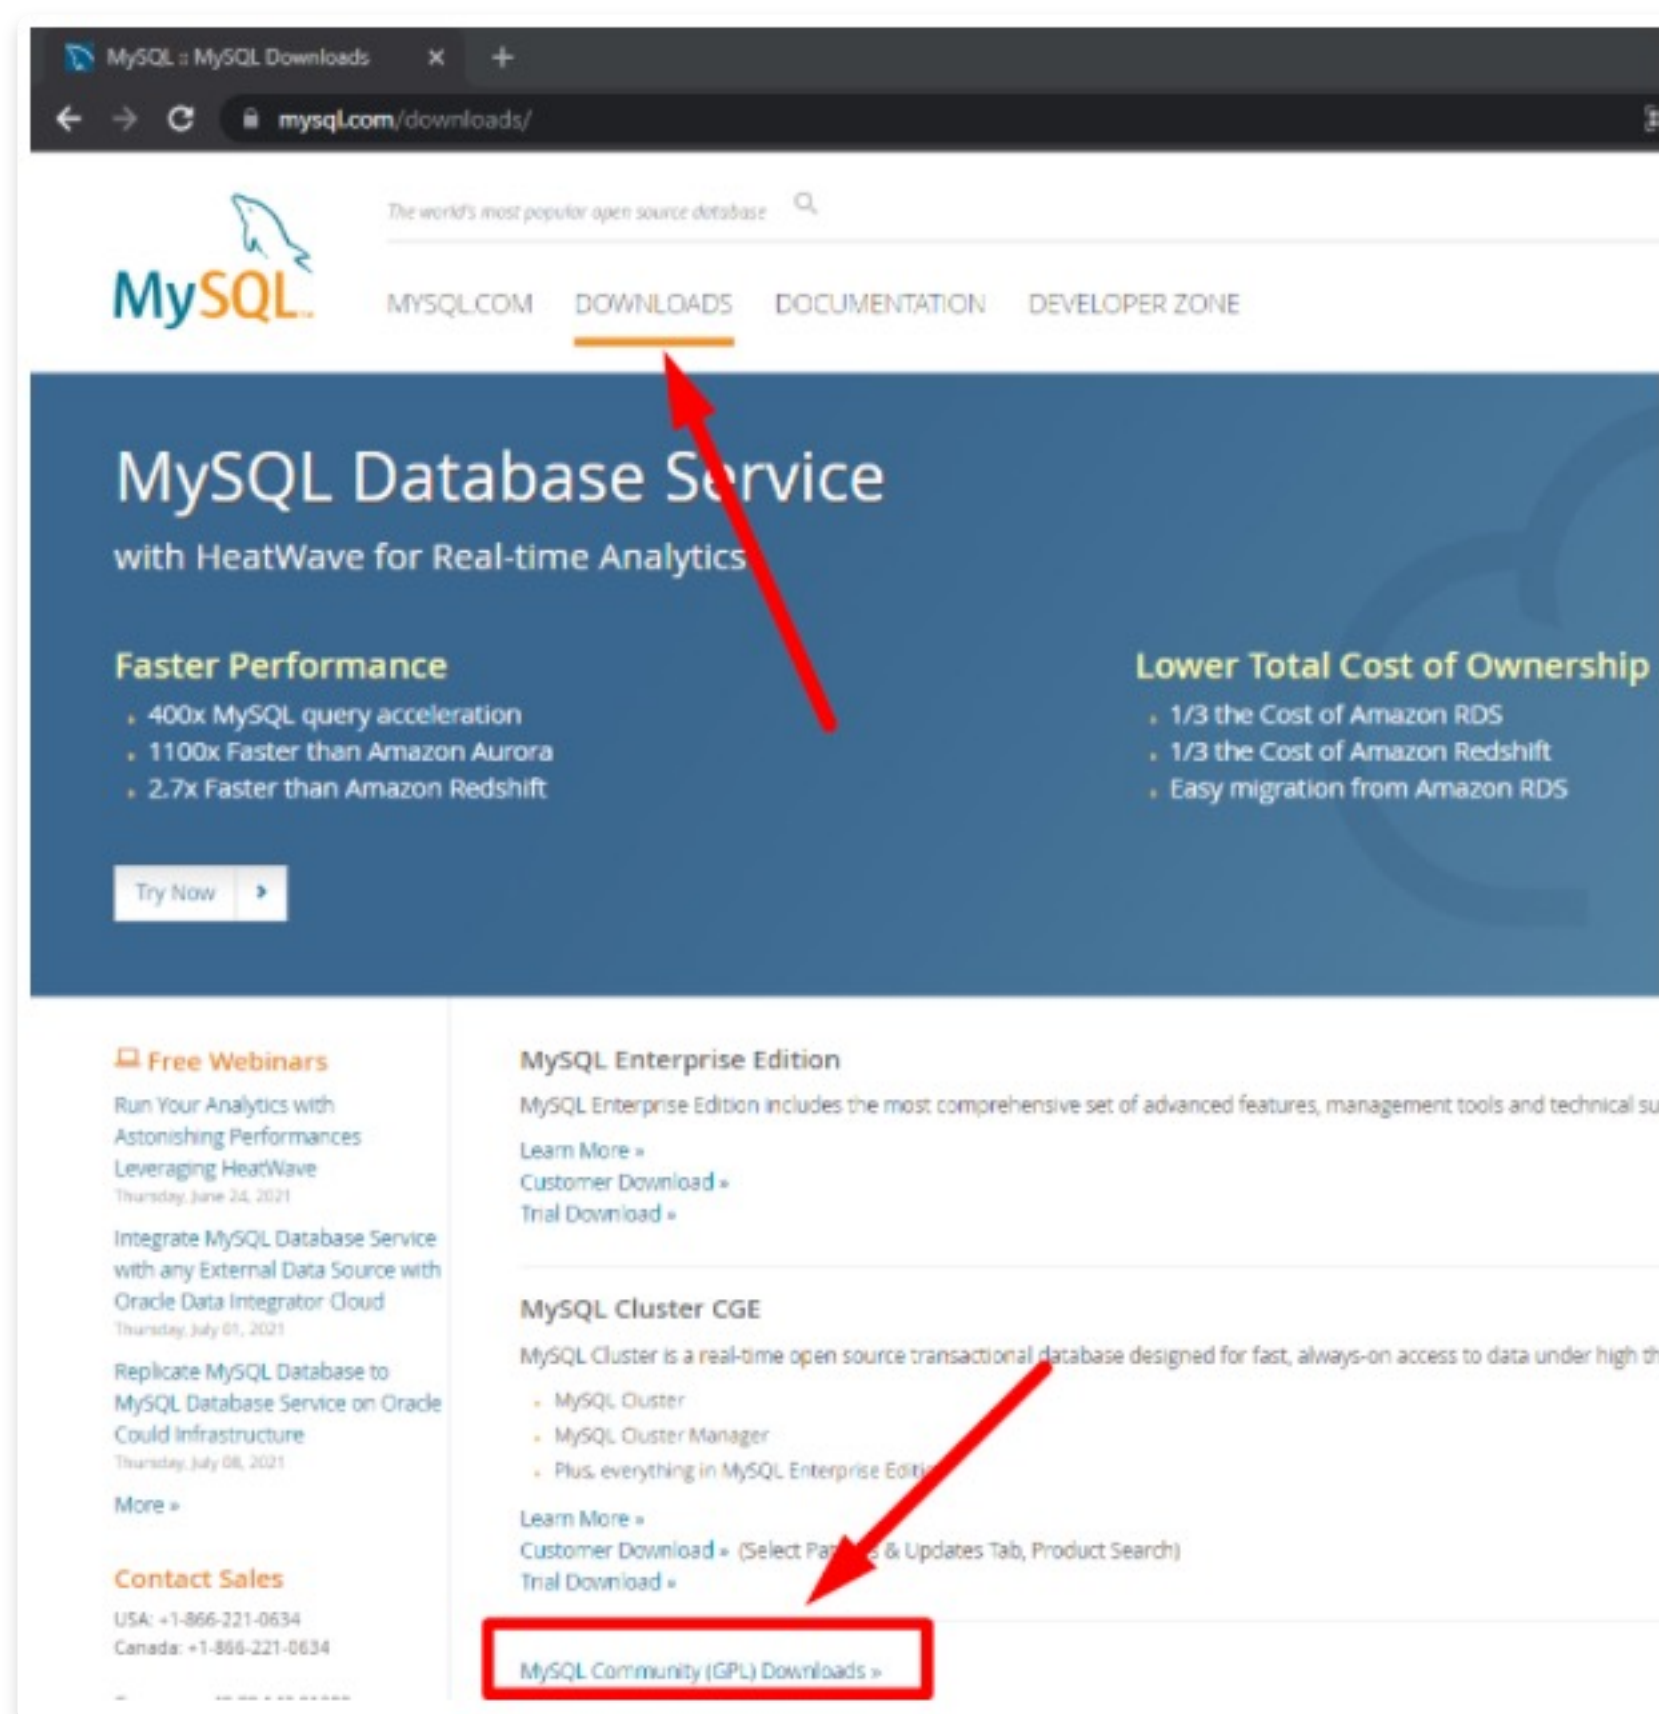 MySQL :: MySQL Downloads
mysql.com/downloads/
The world's most popular open source database
MySQL
MYSQL.COM DOWNLOADS DOCUMENTATION DEVELOPER ZONE
MySQL Database Service
with HeatWave for Real-time Analytics
Faster Performance
400x MySQL query acceleration
1100x Faster than Amazon Aurora
2.7x Faster than Amazon Redshift
Lower Total Cost of Ownership
1/3 the Cost of Amazon RDS
1/3 the Cost of Amazon Redshift
Easy migration from Amazon RDS
Try Now
Free Webinars
Run Your Analytics with
Astonishing Performances
Leveraging HeatWave
Thursday, June 24, 2021
Integrate MySQL Database Service
with any External Data Source with
Oracle Data Integrator Cloud
Thursday, July 01, 2021
Replicate MySQL Database to
MySQL Database Service on Oracle
Could Infrastructure
Thursday, July 08, 2021
More »
Contact Sales
USA: +1-866-221-0634
Canada: +1-866-221-0634
MySQL Enterprise Edition
MySQL Enterprise Edition includes the most comprehensive set of advanced features, management tools and technical su
Learn More »
Customer Download »
Trial Download »
MySQL Cluster CGE
MySQL Cluster is a real-time open source transactional database designed for fast, always-on access to data under high th
MySQL Cluster
MySQL Cluster Manager
Plus, everything in MySQL Enterprise Editi
Learn More »
Customer Download » (Select & Updates Tab, Product Search)
Trial Download »
MySQL Community (GPL) Downloads »